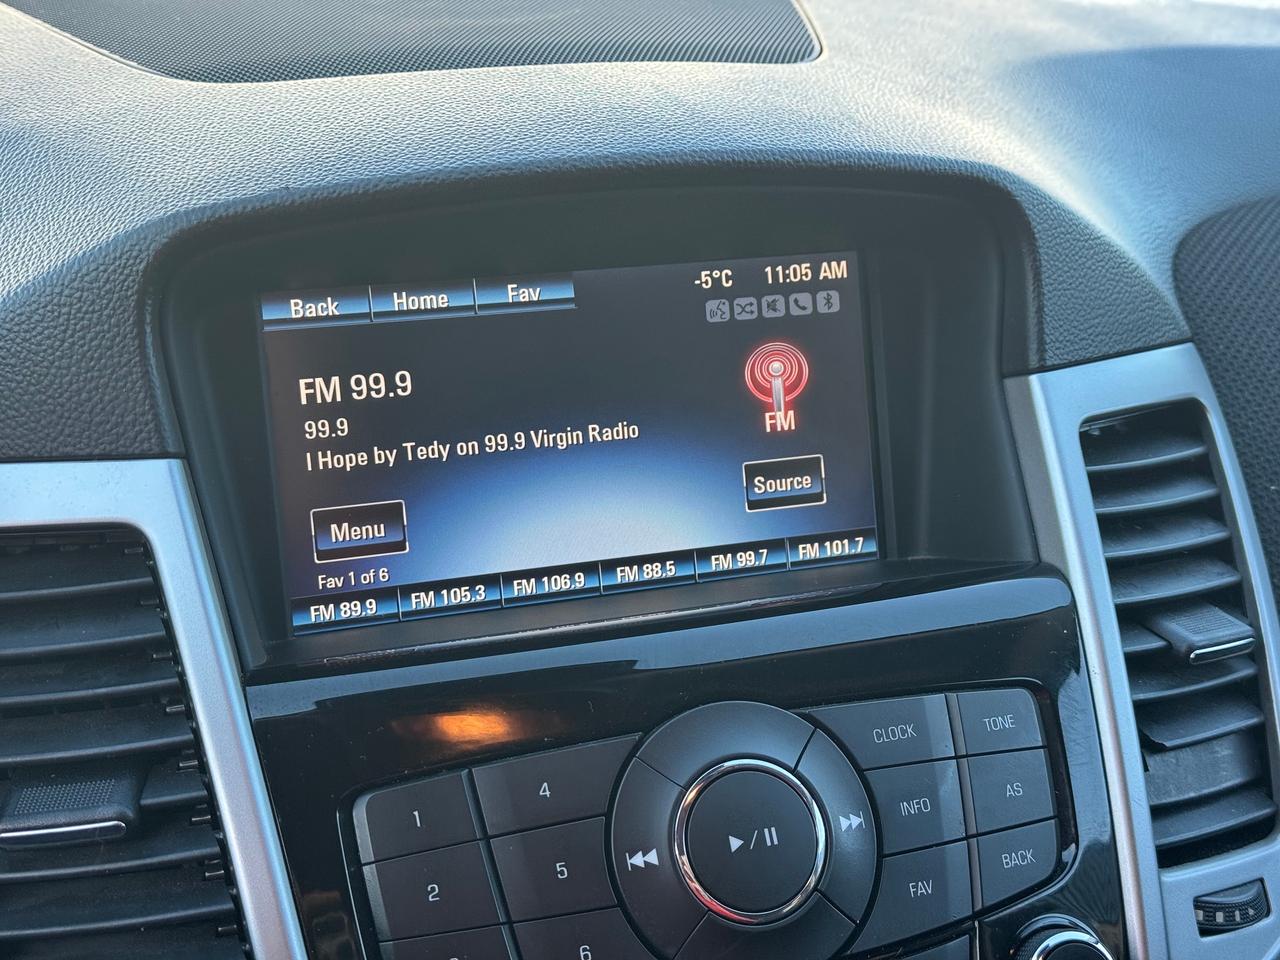 Back Home Fav -5°C 11:05 AM
FM 99.9
99.9
I Hope by Tedy on 99.9 Virgin Radio
FM
Source
Menu
Fav 1 of 6
FM 89.9 FM 105.3 FM 106.9 FM 88.5 FM 99.7 FM 101.7
1 4 CLOCK TONE
2 5 INFO AS
6 FAV BACK